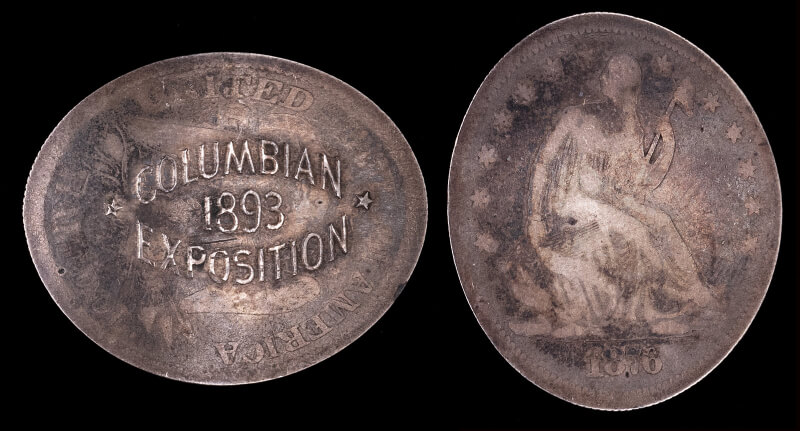 UNITED
COLUMBIAN
1893
EXPOSITION
AMERICA
1876